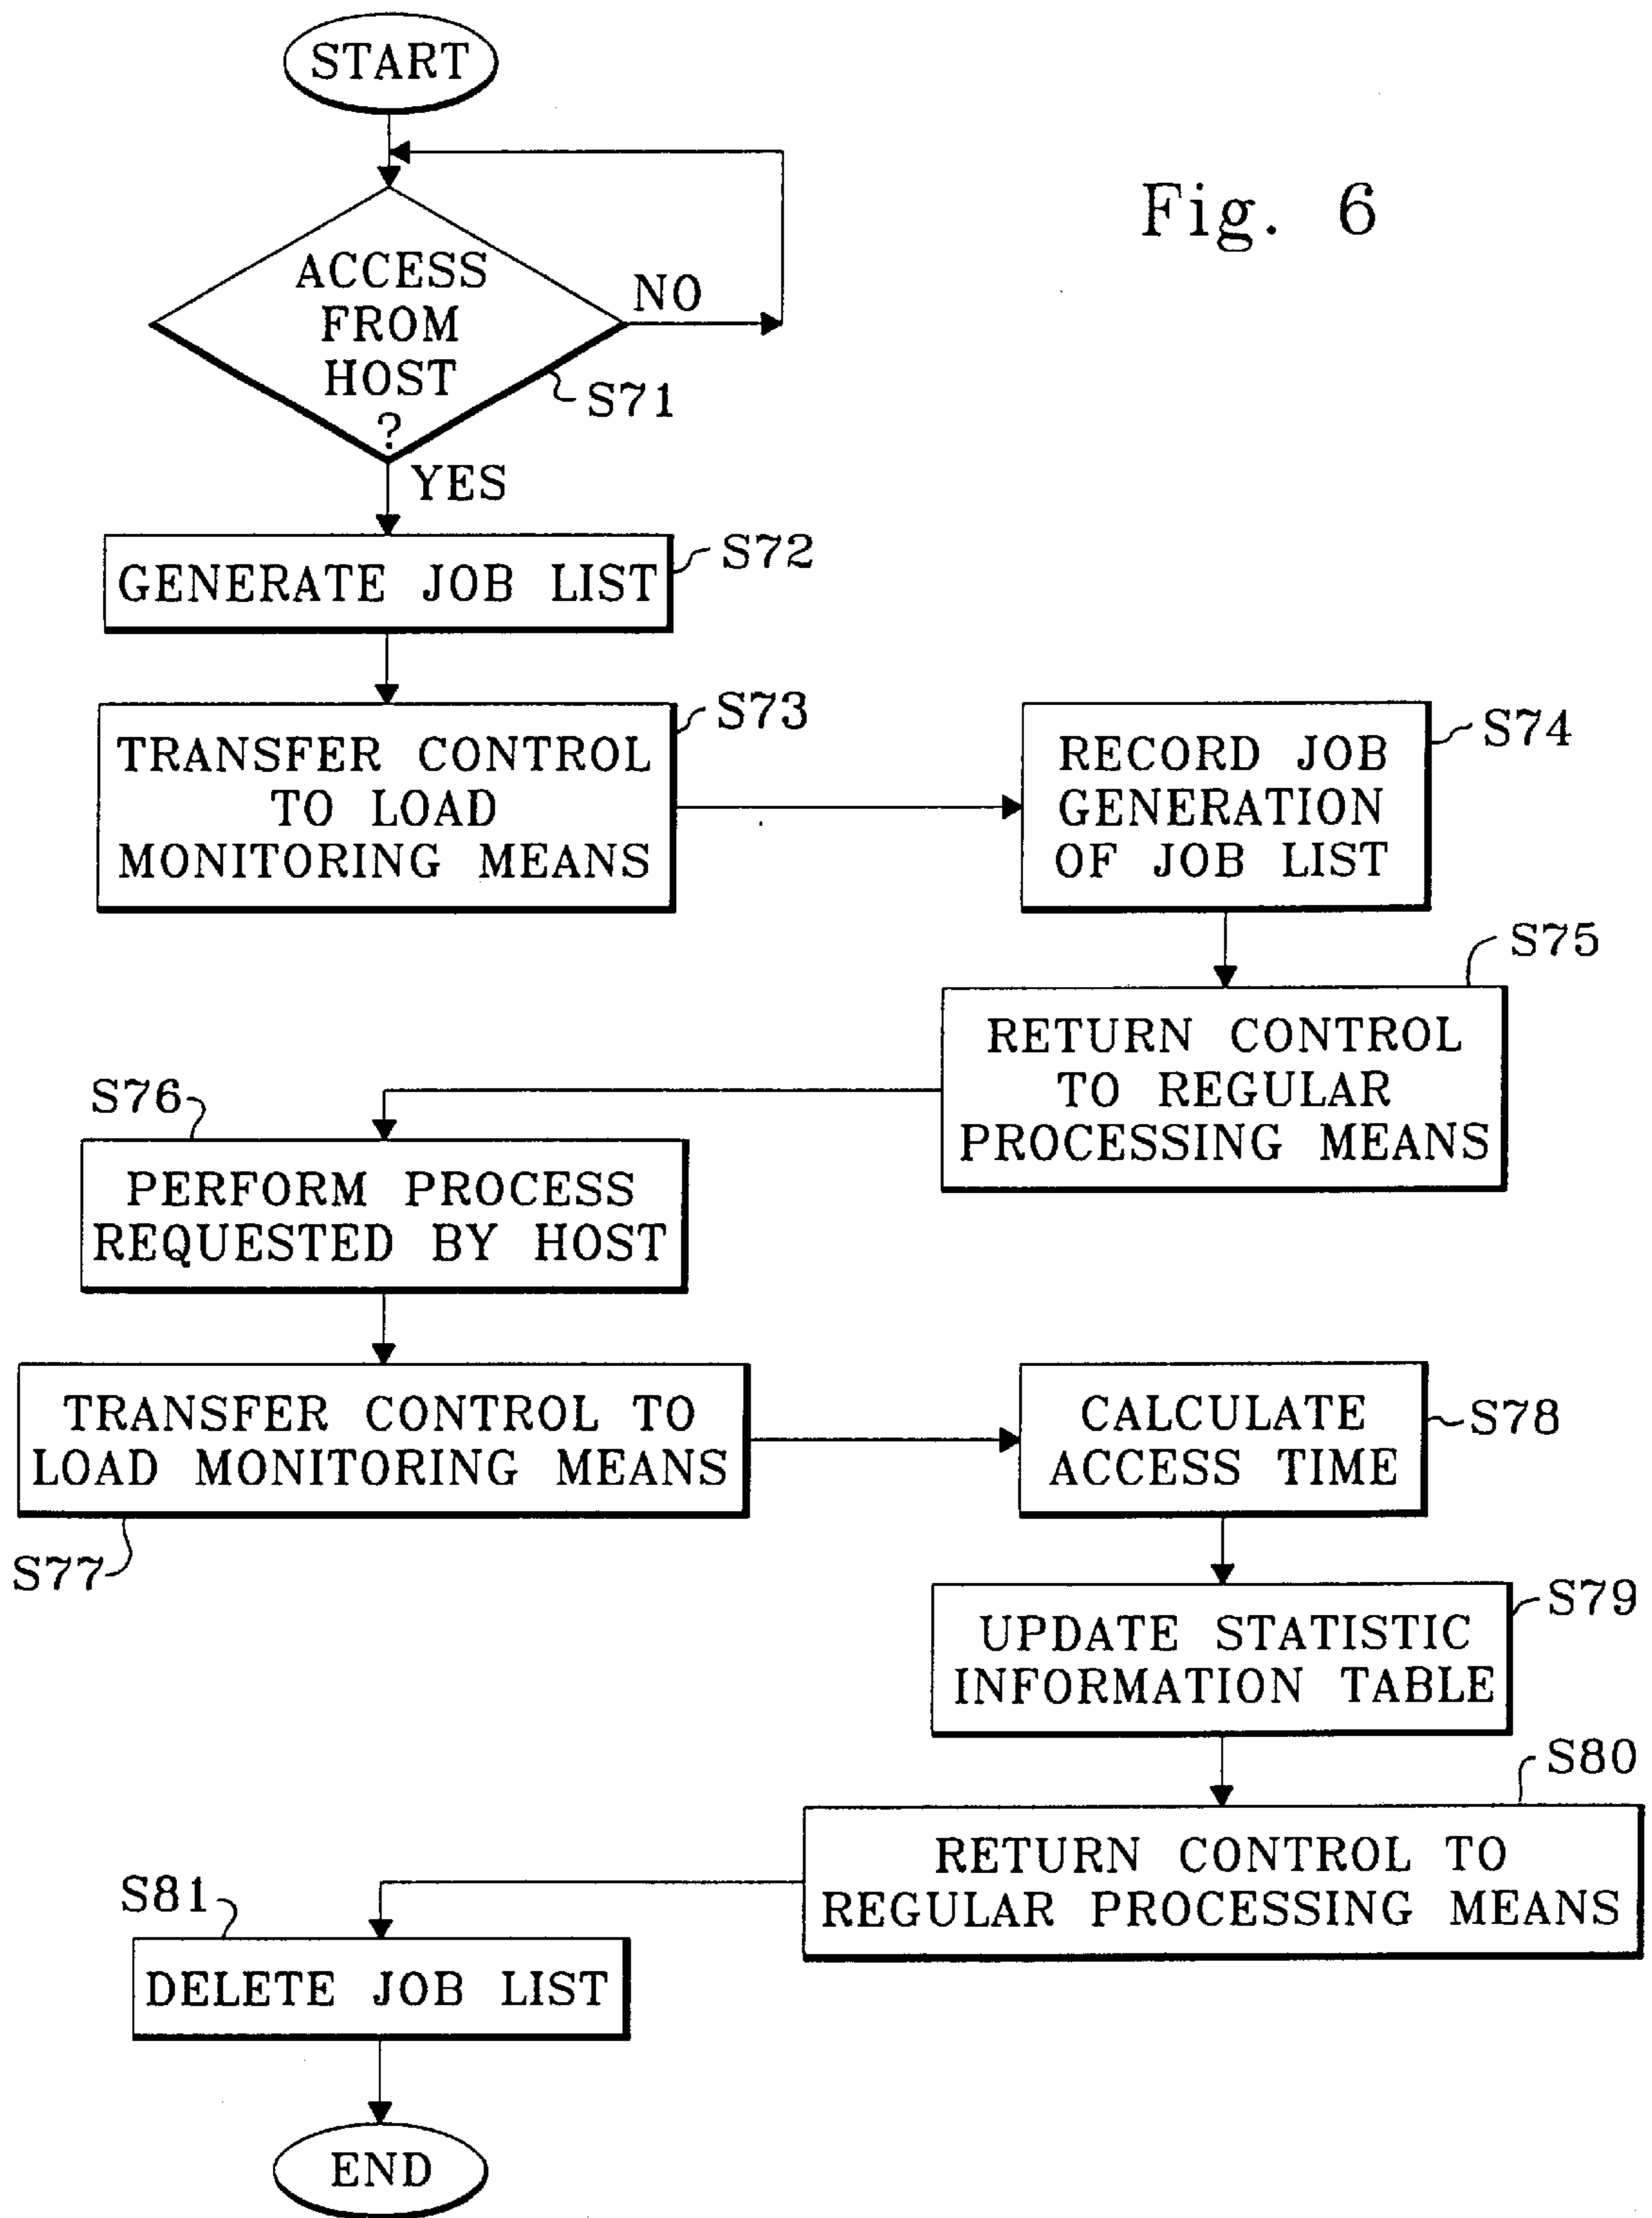 START
Fig. 6
ACCESS
FROM
HOST
?
NO
S71
YES
GENERATE JOB LIST
S72
TRANSFER CONTROL
TO LOAD
MONITORING MEANS
S73
RECORD JOB
GENERATION
OF JOB LIST
S74
RETURN CONTROL
TO REGULAR
PROCESSING MEANS
S75
S76
PERFORM PROCESS
REQUESTED BY HOST
TRANSFER CONTROL TO
LOAD MONITORING MEANS
S77
CALCULATE
ACCESS TIME
S78
UPDATE STATISTIC
INFORMATION TABLE
S79
S80
RETURN CONTROL TO
REGULAR PROCESSING MEANS
S81
DELETE JOB LIST
END